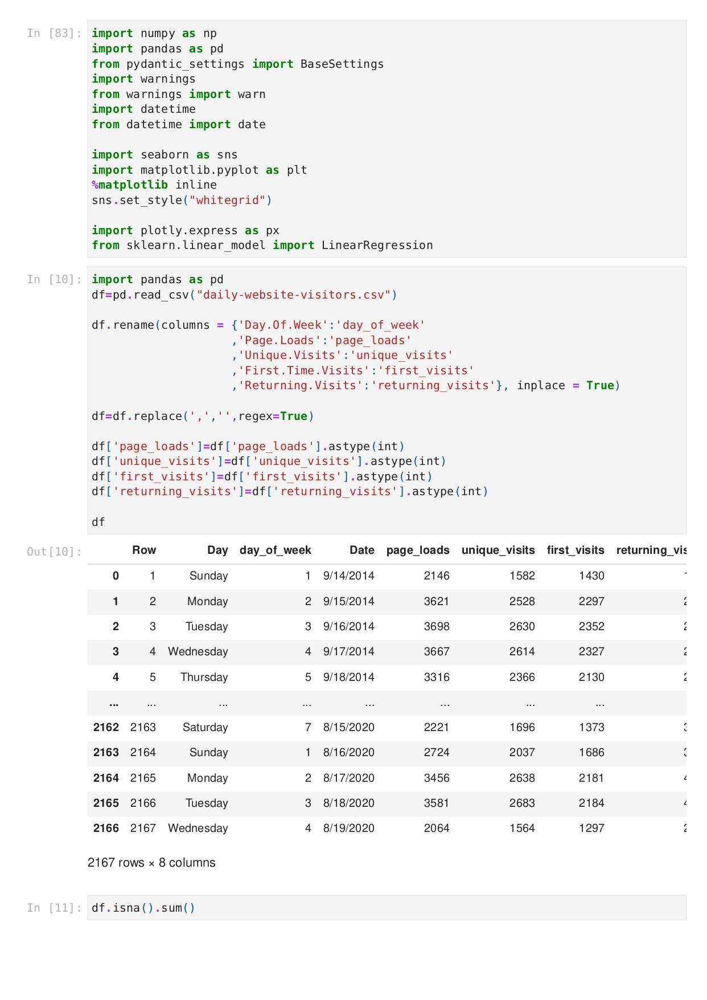 In [83]:
import numpy as np
import pandas as pd
from pydantic_settings import BaseSettings
import warnings
from warnings import warn
import datetime
from datetime import date

import seaborn as sns
import matplotlib.pyplot as plt
%matplotlib inline
sns.set_style("whitegrid")

import plotly.express as px
from sklearn.linear_model import LinearRegression

In [10]:
import pandas as pd
df=pd.read_csv("daily-website-visitors.csv")

df.rename(columns = {'Day.Of.Week':'day_of_week'
                    ,'Page.Loads':'page_loads'
                    ,'Unique.Visits':'unique_visits'
                    ,'First.Time.Visits':'first_visits'
                    ,'Returning.Visits':'returning_visits'}, inplace = True)

df=df.replace(',','',regex=True)

df['page_loads']=df['page_loads'].astype(int)
df['unique_visits']=df['unique_visits'].astype(int)
df['first_visits']=df['first_visits'].astype(int)
df['returning_visits']=df['returning_visits'].astype(int)

df

Out[10]:
Row Day day_of_week Date page_loads unique_visits first_visits returning_vis
0 1 Sunday 1 9/14/2014 2146 1582 1430
1 2 Monday 2 9/15/2014 3621 2528 2297
2 3 Tuesday 3 9/16/2014 3698 2630 2352
3 4 Wednesday 4 9/17/2014 3667 2614 2327
4 5 Thursday 5 9/18/2014 3316 2366 2130
... ... ... ... ... ... ... ...
2162 2163 Saturday 7 8/15/2020 2221 1696 1373
2163 2164 Sunday 1 8/16/2020 2724 2037 1686
2164 2165 Monday 2 8/17/2020 3456 2638 2181
2165 2166 Tuesday 3 8/18/2020 3581 2683 2184
2166 2167 Wednesday 4 8/19/2020 2064 1564 1297
2167 rows × 8 columns

In [11]:
df.isna().sum()